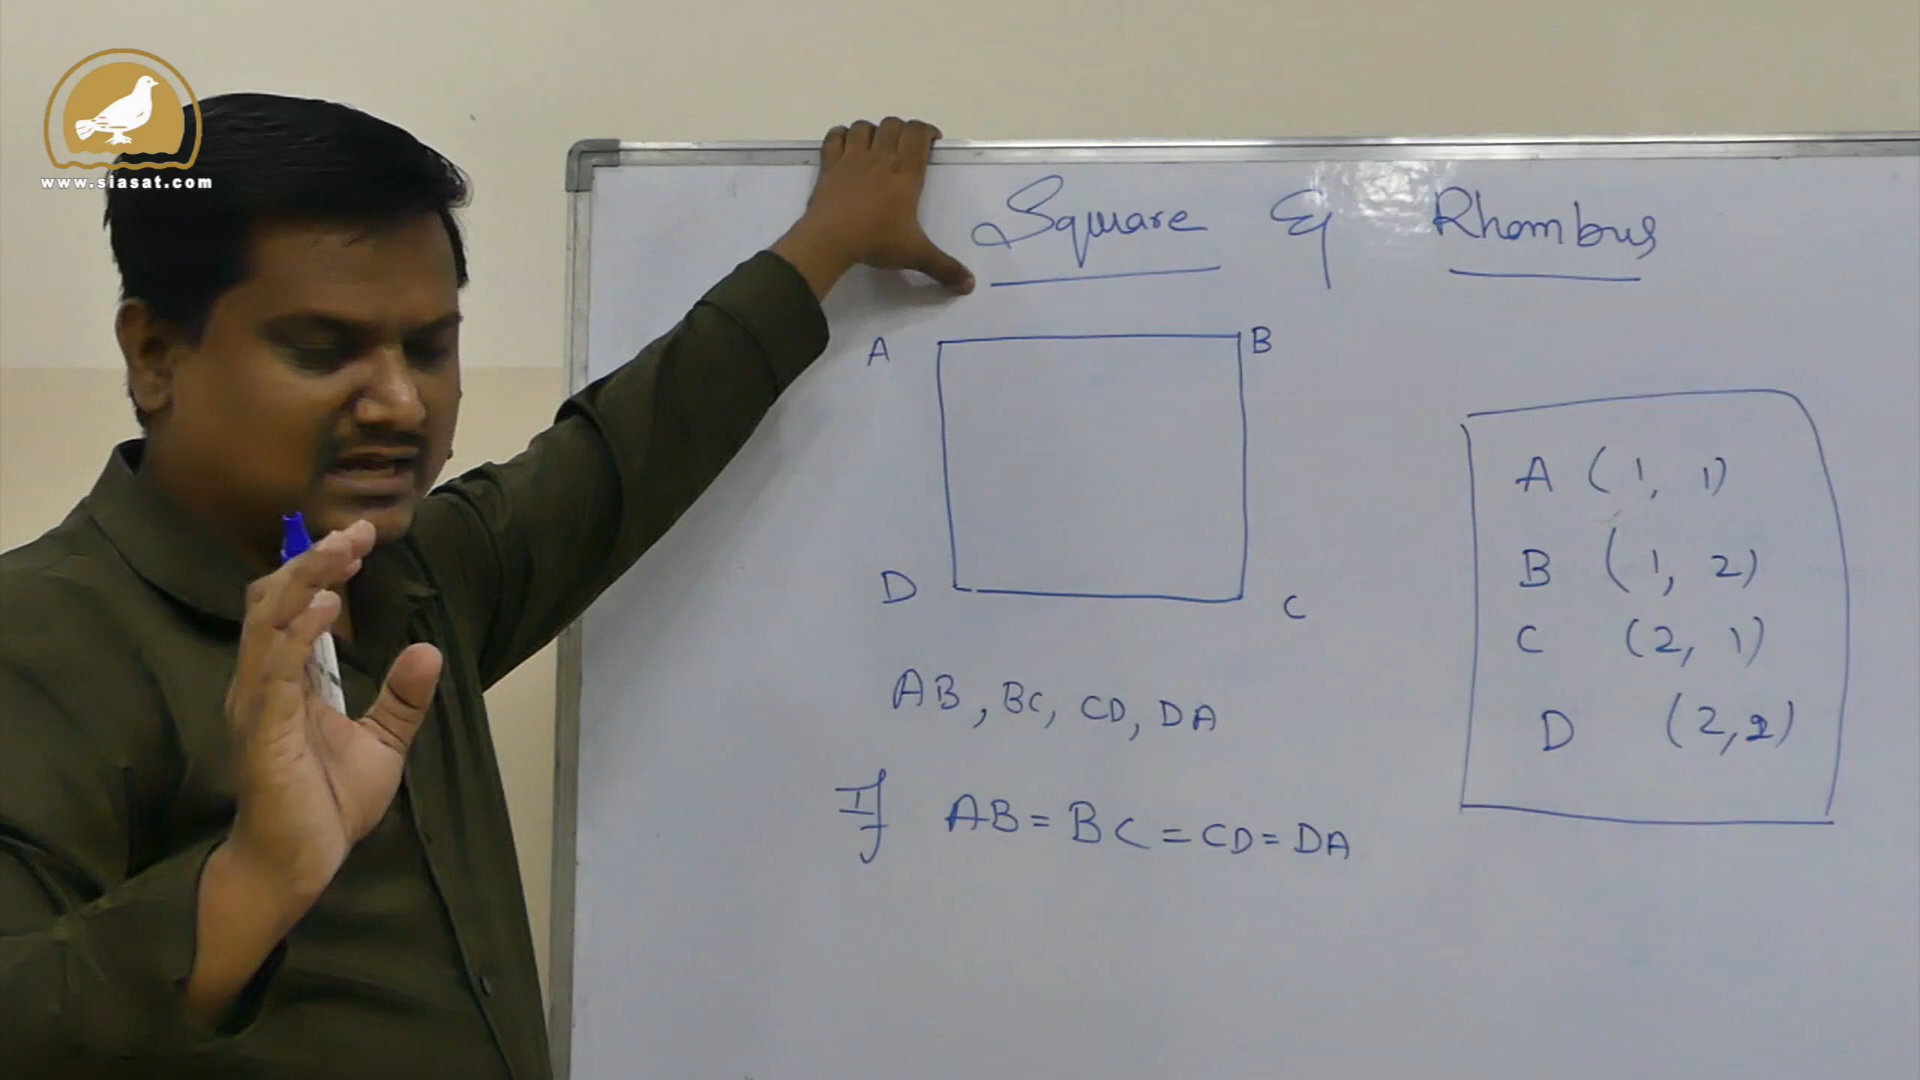 www.siasat.com
Square & Rhombus
A B
D C
AB, BC, CD, DA
If AB = BC = CD = DA
A (1, 1)
B (1, 2)
C (2, 1)
D (2, 2)